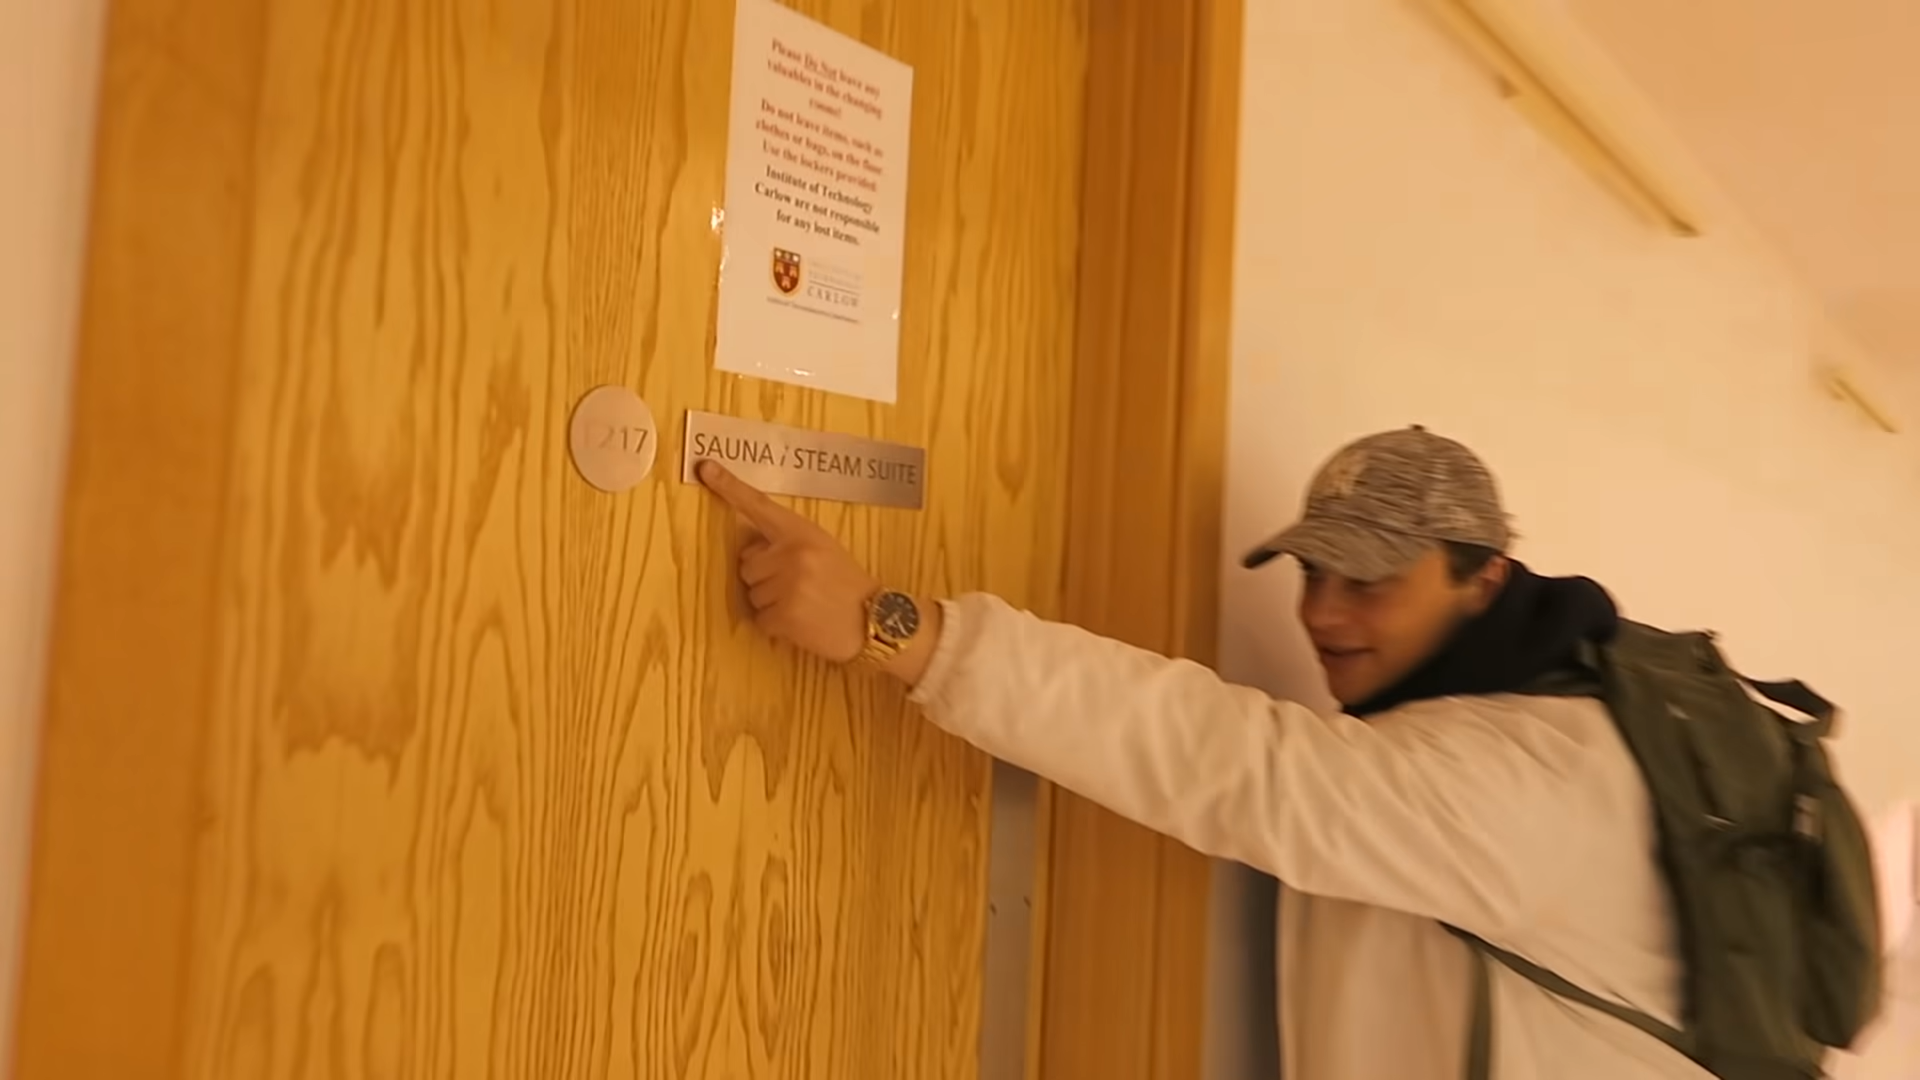 Please Do Not leave any
valuables in the changing
rooms!
Do not leave items, such as
clothes or bags, on the floor
Use the lockers provided.
Institute of Technology
Carlow are not responsible
for any lost items.
CARLOW
217
SAUNA / STEAM SUITE